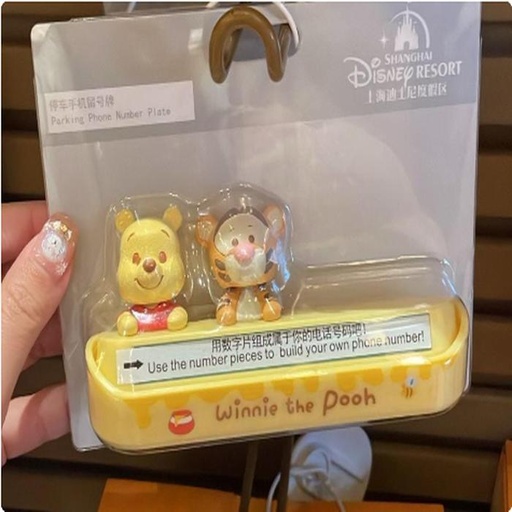 SHANGHAI
Disney RESORT
上海迪士尼度假区
停车手机留号牌
Parking Phone Number Plate
用数字片组成属于你的电话号码吧!
Use the number pieces to build your own phone number!
Winnie the Pooh